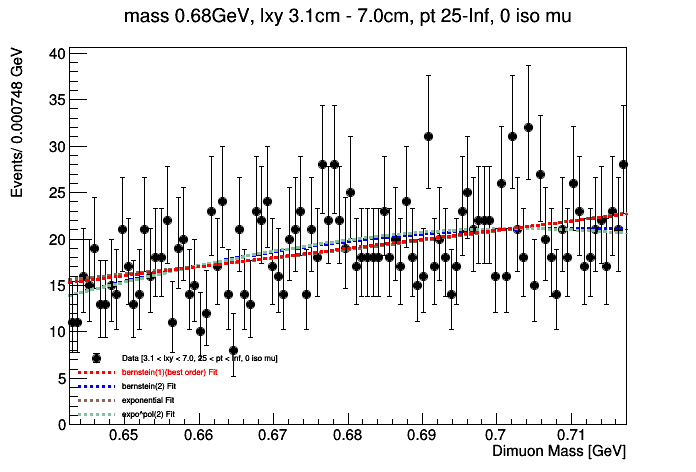 mass 0.68GeV, lxy 3.1cm - 7.0cm, pt 25-Inf, 0 iso mu
Events/ 0.000748 GeV
40
35
30
25
20
15
10
5
0
Data [3.1 < lxy < 7.0, 25 < pt < Inf, 0 iso mu]
bernstein(1)(best order) Fit
bernstein(2) Fit
exponential Fit
expo*pol(2) Fit
0.65 0.66 0.67 0.68 0.69 0.7 0.71
Dimuon Mass [GeV]